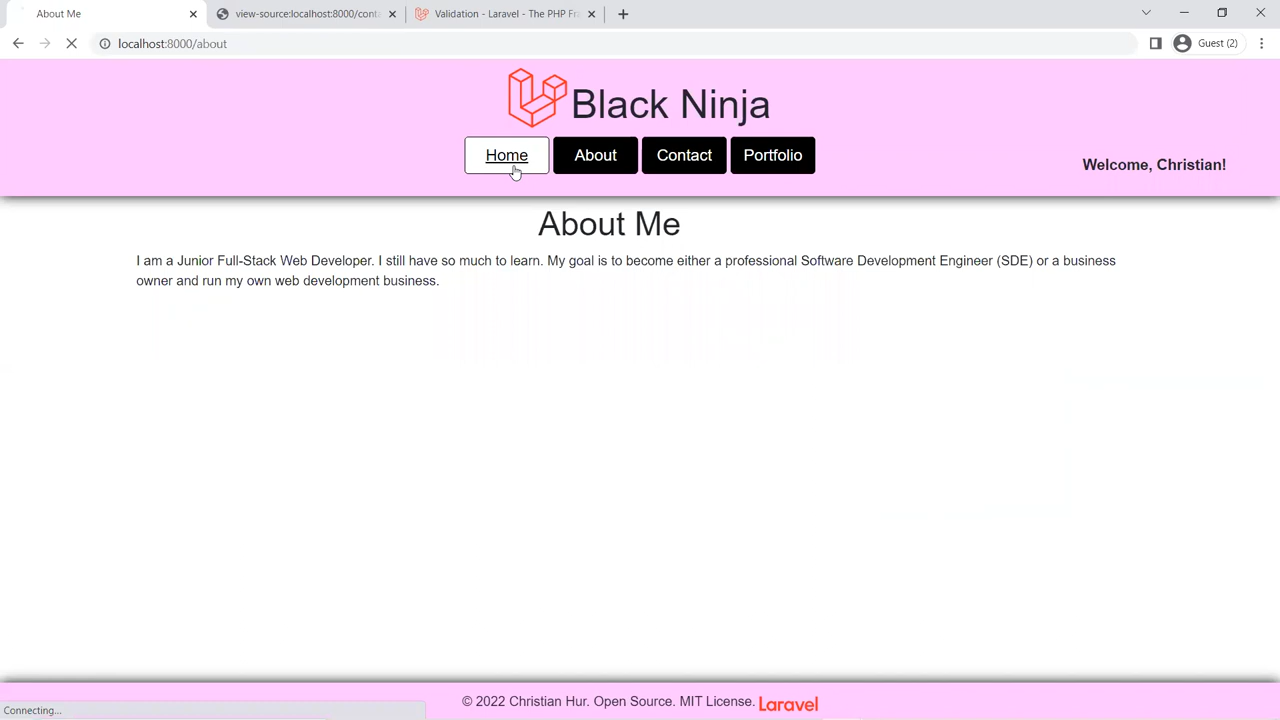 About Me
view-source:localhost:8000/conta
Validation - Laravel - The PHP Fr
localhost:8000/about
Guest (2)
Black Ninja
Home
About
Contact
Portfolio
Welcome, Christian!
About Me
I am a Junior Full-Stack Web Developer. I still have so much to learn. My goal is to become either a professional Software Development Engineer (SDE) or a business
owner and run my own web development business.
© 2022 Christian Hur. Open Source. MIT License. Laravel
Connecting...